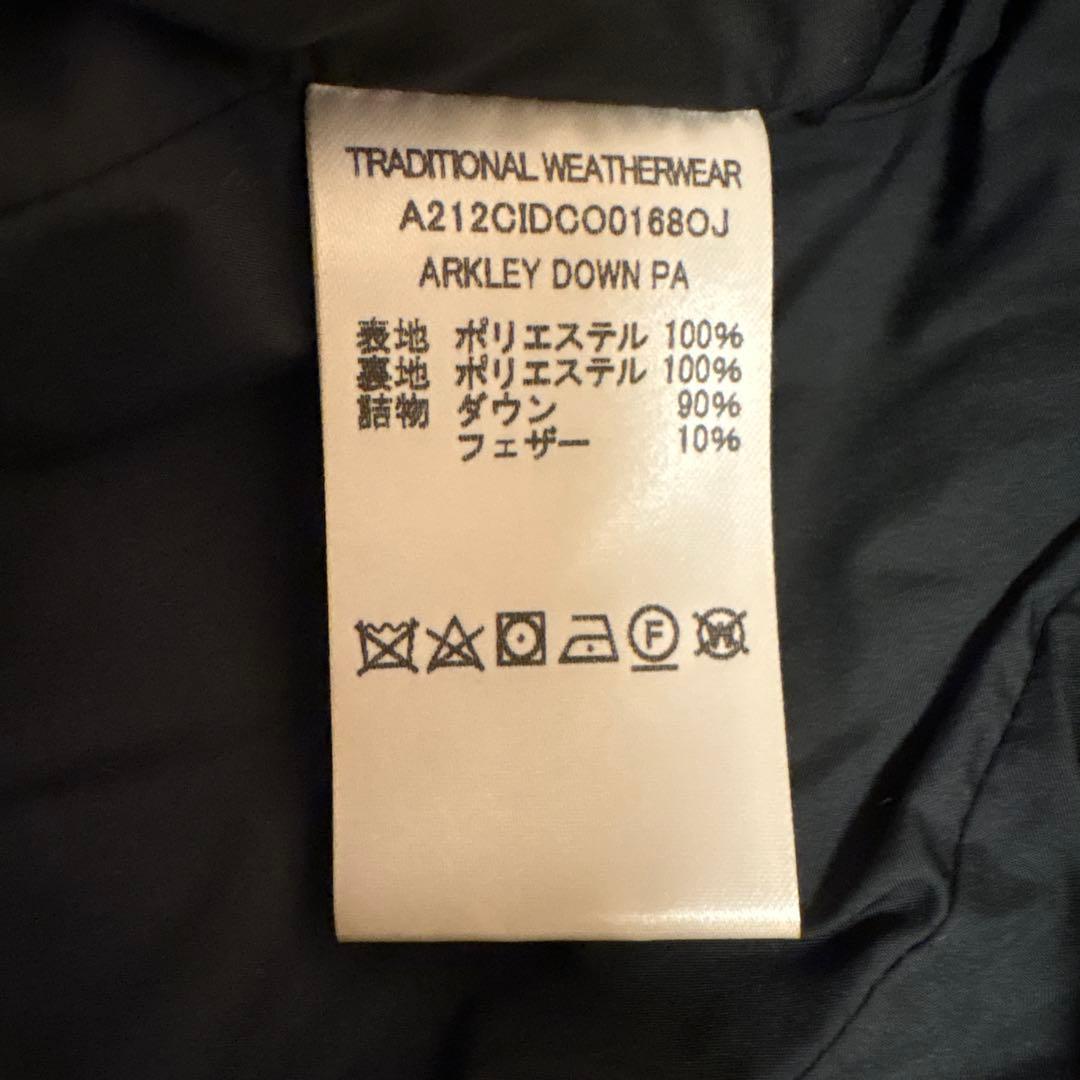 TRADITIONAL WEATHERWEAR
A212CIDCO0168OJ
ARKLEY DOWN PA
表地 ポリエステル 100%
裏地 ポリエステル 100%
詰物 ダウン 90%
フェザー 10%
F W